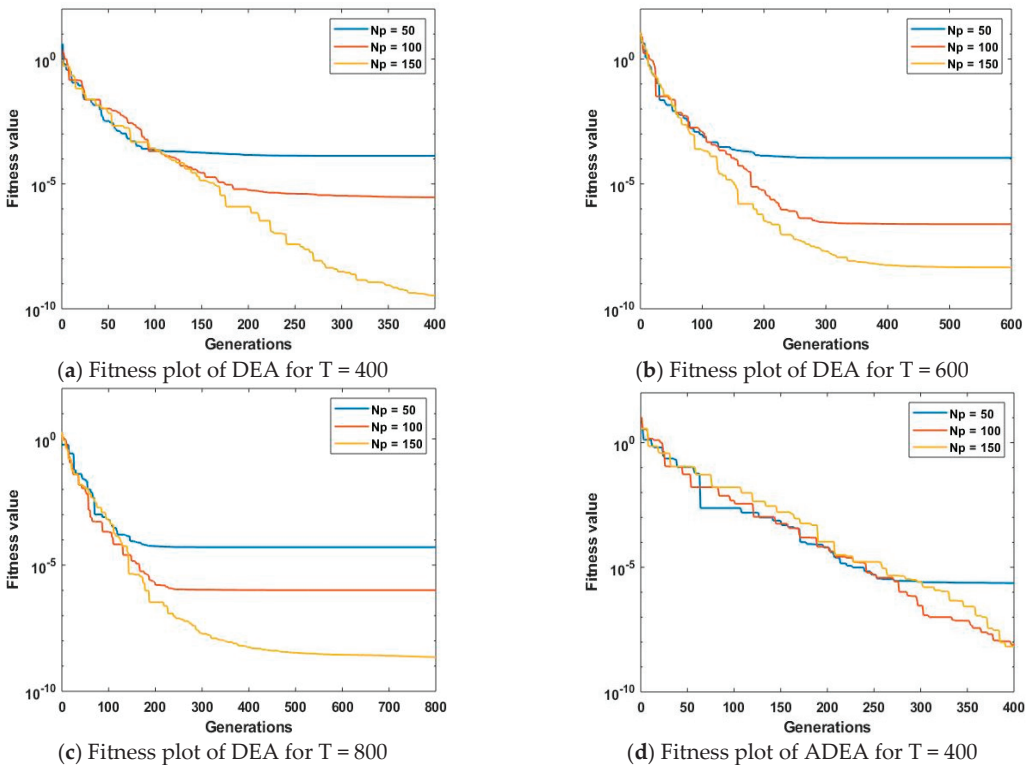 Np = 50
Np = 100
Np = 150
Fitness value
10^0
10^-5
10^-10
0 50 100 150 200 250 300 350 400
Generations
(a) Fitness plot of DEA for T = 400
Np = 50
Np = 100
Np = 150
Fitness value
10^0
10^-5
10^-10
0 100 200 300 400 500 600
Generations
(b) Fitness plot of DEA for T = 600
Np = 50
Np = 100
Np = 150
Fitness value
10^0
10^-5
10^-10
0 100 200 300 400 500 600 700 800
Generations
(c) Fitness plot of DEA for T = 800
Np = 50
Np = 100
Np = 150
Fitness value
10^0
10^-5
10^-10
0 50 100 150 200 250 300 350 400
Generations
(d) Fitness plot of ADEA for T = 400